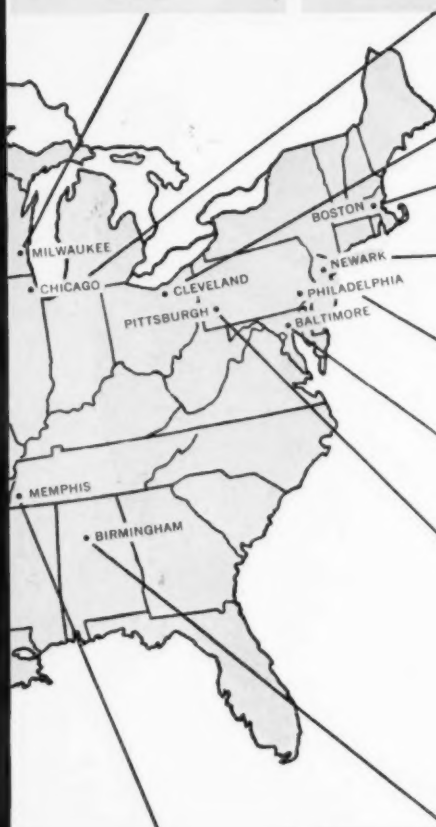 BOSTON
MILWAUKEE
NEWARK
CHICAGO
CLEVELAND
PHILADELPHIA
PITTSBURGH
BALTIMORE
MEMPHIS
BIRMINGHAM